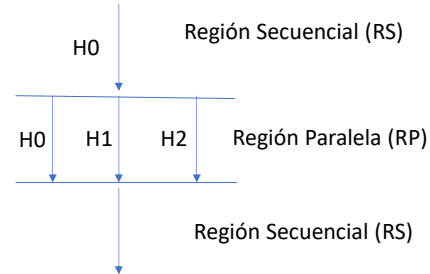 Región Secuencial (RS)
H0
H0 H1 H2 Región Paralela (RP)
Región Secuencial (RS)